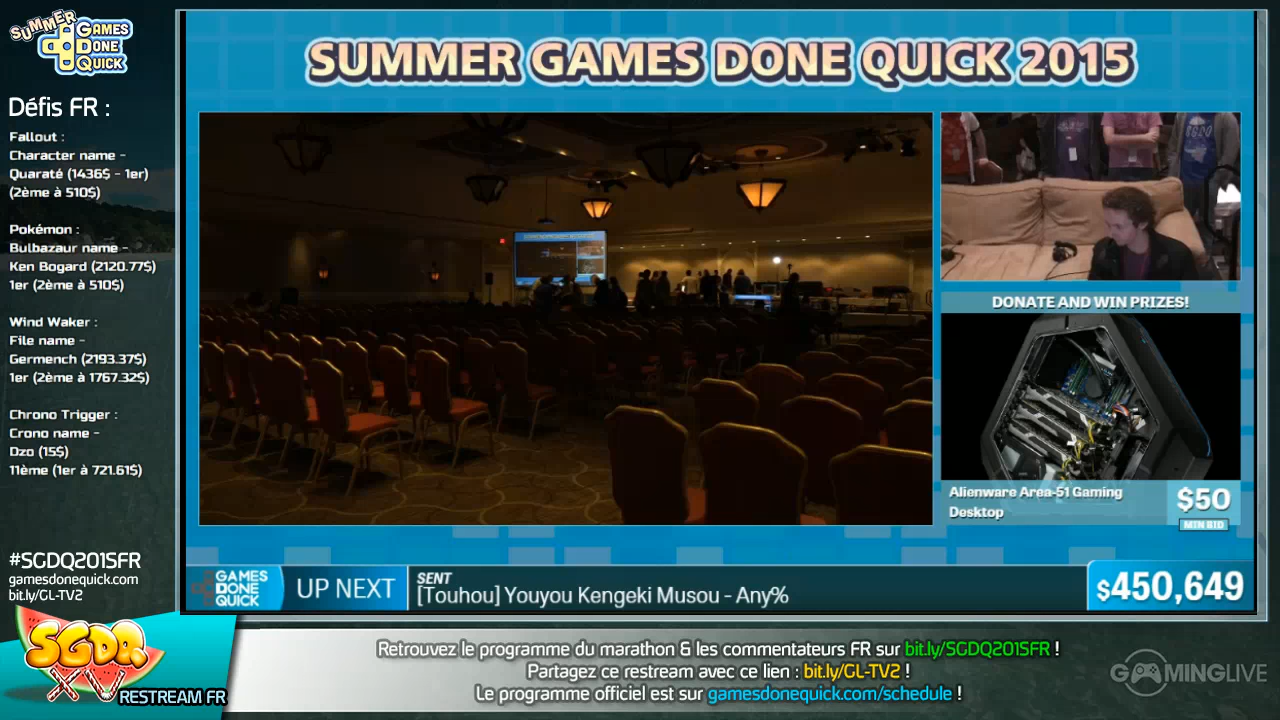 SUMMER GAMES DONE QUICK
Défis FR :
Fallout :
Character name -
Quaraté (1436$ - 1er)
(2ème à 510$)
Pokémon :
Bulbazaur name -
Ken Bogard (2120.77$)
1er (2ème à 510$)
Wind Waker :
File name -
Germench (2193.37$)
1er (2ème à 1767.32$)
Chrono Trigger :
Crono name -
Dzo (15$)
11ème (1er à 721.61$)
#SGDQ2015FR
gamesdonequick.com
bit.ly/GL-TV2
SGDQ
XV
RESTREAM FR
SUMMER GAMES DONE QUICK 2015
DONATE AND WIN PRIZES!
Alienware Area-51 Gaming
Desktop
$50
MIN BID
GAMES DONE QUICK
UP NEXT
SENT
[Touhou] Youyou Kengeki Musou - Any%
$450,649
Retrouvez le programme du marathon & les commentateurs FR sur bit.ly/SGDQ2015FR !
Partagez ce restream avec ce lien : bit.ly/GL-TV2 !
Le programme officiel est sur gamesdonequick.com/schedule !
GAMINGLIVE